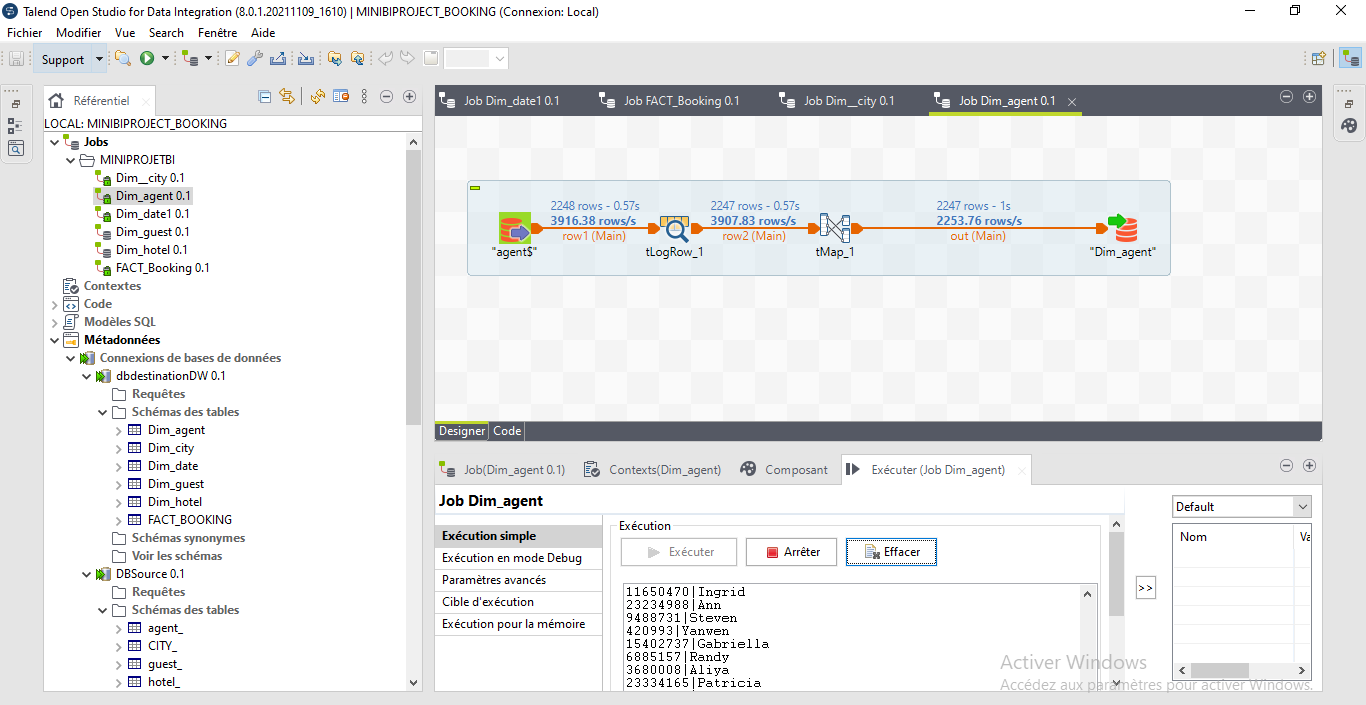 Talend Open Studio for Data Integration (8.0.1.20211109_1610) | MINIBIPROJECT_BOOKING (Connexion: Local)
Fichier Modifier Vue Search Fenêtre Aide
Support
Référentiel
LOCAL: MINIBIPROJECT_BOOKING
Jobs
MINIPROJETBI
Dim__city 0.1
Dim_agent 0.1
Dim_date1 0.1
Dim_guest 0.1
Dim_hotel 0.1
FACT_Booking 0.1
Contextes
Code
Modèles SQL
Métadonnées
Connexions de bases de données
dbdestinationDW 0.1
Requêtes
Schémas des tables
Dim_agent
Dim_city
Dim_date
Dim_guest
Dim_hotel
FACT_BOOKING
Schémas synonymes
Voir les schémas
DBSource 0.1
Requêtes
Schémas des tables
agent_
CITY_
guest_
hotel_
Job Dim_date1 0.1 Job FACT_Booking 0.1 Job Dim__city 0.1 Job Dim_agent 0.1
2248 rows - 0.57s 2247 rows - 0.57s 2247 rows - 1s
3916.38 rows/s 3907.83 rows/s 2253.76 rows/s
row1 (Main) row2 (Main) out (Main)
"agent$" tLogRow_1 tMap_1 "Dim_agent"
Designer Code
Job(Dim_agent 0.1) Contexts(Dim_agent) Composant Exécuter (Job Dim_agent)
Job Dim_agent
Exécution simple
Exécution en mode Debug
Paramètres avancés
Cible d'exécution
Exécution pour la mémoire
Exécution
Exécuter Arrêter Effacer
11650470|Ingrid
23234988|Ann
9488731|Steven
420993|Yanwen
15402737|Gabriella
6885157|Randy
3680008|Aliya
23334165|Patricia
>>
Default
Nom Va
Activer Windows
Accédez aux paramètres pour activer Windows.